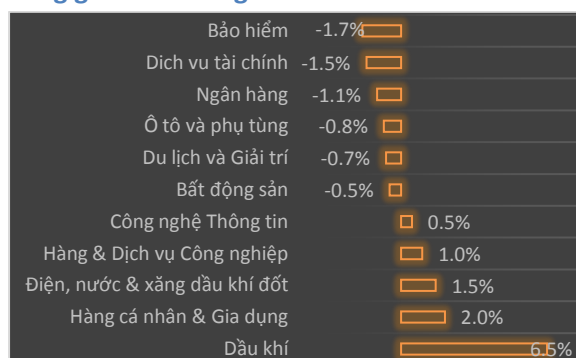 Bảo hiểm -1.7%
Dich vu tài chính -1.5%
Ngân hàng -1.1%
Ô tô và phụ tùng -0.8%
Du lịch và Giải trí -0.7%
Bất động sản -0.5%
Công nghệ Thông tin 0.5%
Hàng & Dịch vụ Công nghiệp 1.0%
Điện, nước & xăng dầu khí đốt 1.5%
Hàng cá nhân & Gia dụng 2.0%
Dầu khí 6.5%